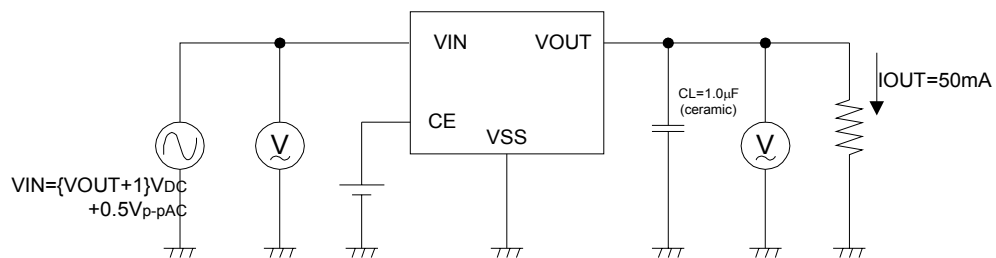 VIN
VOUT
CE
VSS
CL=1.0μF
(ceramic)
IOUT=50mA
V
~
V
~
VIN={VOUT+1}VDC
+0.5Vp-pAC